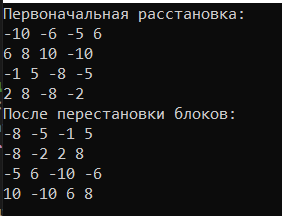 Первоначальная расстановка:
-10 -6 -5 6
6 8 10 -10
-1 5 -8 -5
2 8 -8 -2
После перестановки блоков:
-8 -5 -1 5
-8 -2 2 8
-5 6 -10 -6
10 -10 6 8